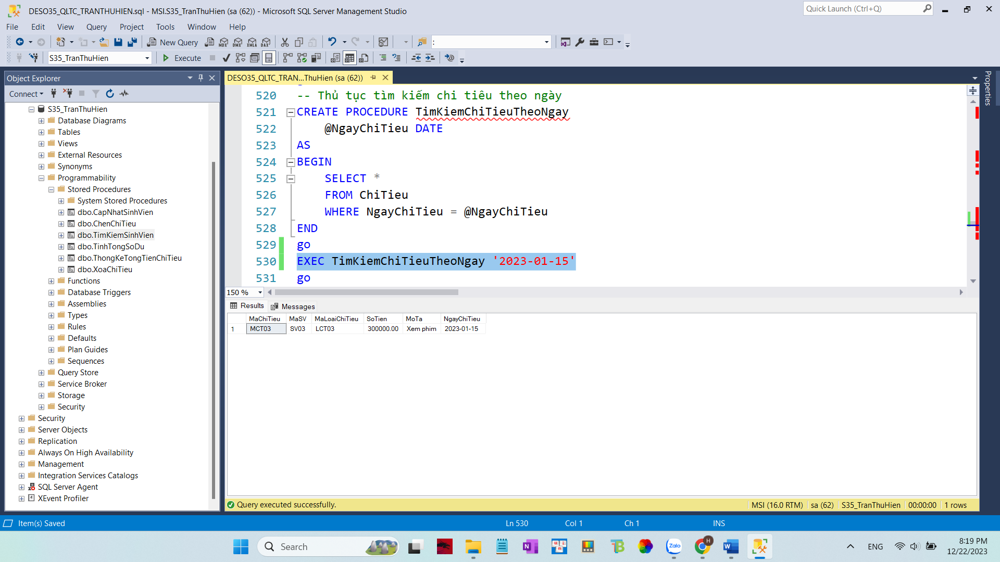 DESO35_QLTC_TRANTHUHIEN.sql - MSI.S35_TranThuHien (sa (62)) - Microsoft SQL Server Management Studio
Quick Launch (Ctrl+Q)
File Edit View Query Project Tools Window Help
New Query
MDX DMX XMLA DAX
:
S35_TranThuHien
Execute
Object Explorer
Connect
S35_TranThuHien
Database Diagrams
Tables
Views
External Resources
Synonyms
Programmability
Stored Procedures
System Stored Procedures
dbo.CapNhatSinhVien
dbo.ChenChiTieu
dbo.TimKiemSinhVien
dbo.TinhTongSoDu
dbo.ThongKeTongTienChiTieu
dbo.XoaChiTieu
Functions
Database Triggers
Assemblies
Types
Rules
Defaults
Plan Guides
Sequences
Query Store
Service Broker
Storage
Security
Security
Server Objects
Replication
Always On High Availability
Management
Integration Services Catalogs
SQL Server Agent
XEvent Profiler
DESO35_QLTC_TRAN...ThuHien (sa (62))
Properties
520 -- Thủ tục tìm kiếm chi tiêu theo ngày
521 CREATE PROCEDURE TimKiemChiTieuTheoNgay
522 @NgayChiTieu DATE
523 AS
524 BEGIN
525 SELECT *
526 FROM ChiTieu
527 WHERE NgayChiTieu = @NgayChiTieu
528 END
529 go
530 EXEC TimKiemChiTieuTheoNgay '2023-01-15'
531 go
150 %
Results Messages
MaChiTieu MaSV MaLoaiChiTieu SoTien MoTa NgayChiTieu
1 MCT03 SV03 LCT03 300000.00 Xem phim 2023-01-15
Query executed successfully.
MSI (16.0 RTM) sa (62) S35_TranThuHien 00:00:00 1 rows
Item(s) Saved
Ln 530 Col 1 Ch 1 INS
Search
Zalo
H
ENG
8:19 PM
12/22/2023